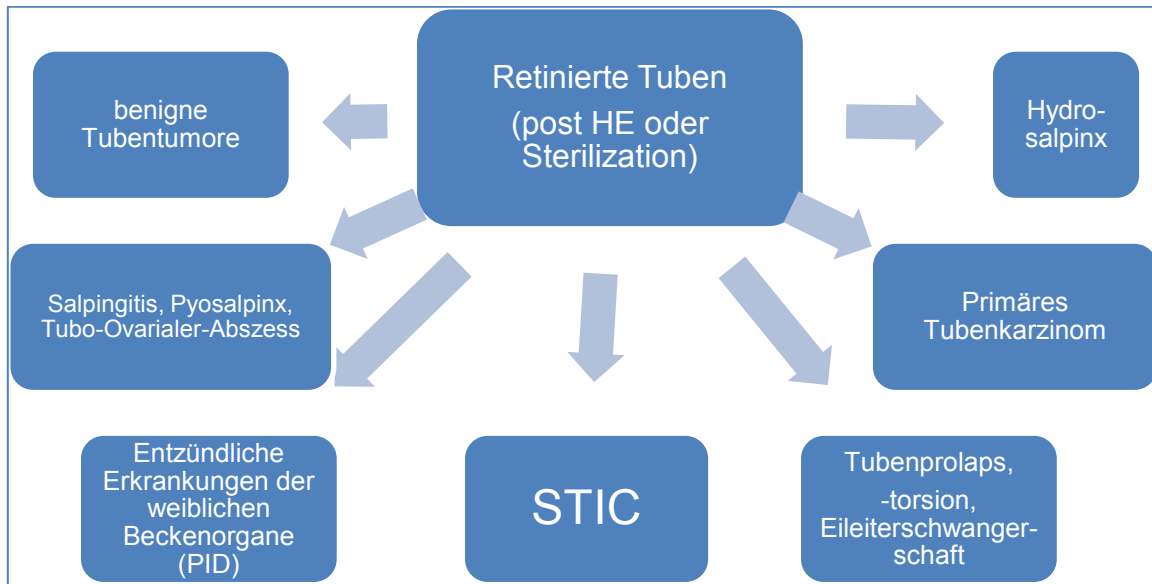 Retinierte Tuben
(post HE oder
Sterilization)
benigne
Tubentumore
Hydro-
salpinx
Salpingitis, Pyosalpinx,
Tubo-Ovarialer-Abszess
Primäres
Tubenkarzinom
Entzündliche
Erkrankungen der
weiblichen
Beckenorgane
(PID)
STIC
Tubenprolaps,
-torsion,
Eileiterschwanger-
schaft